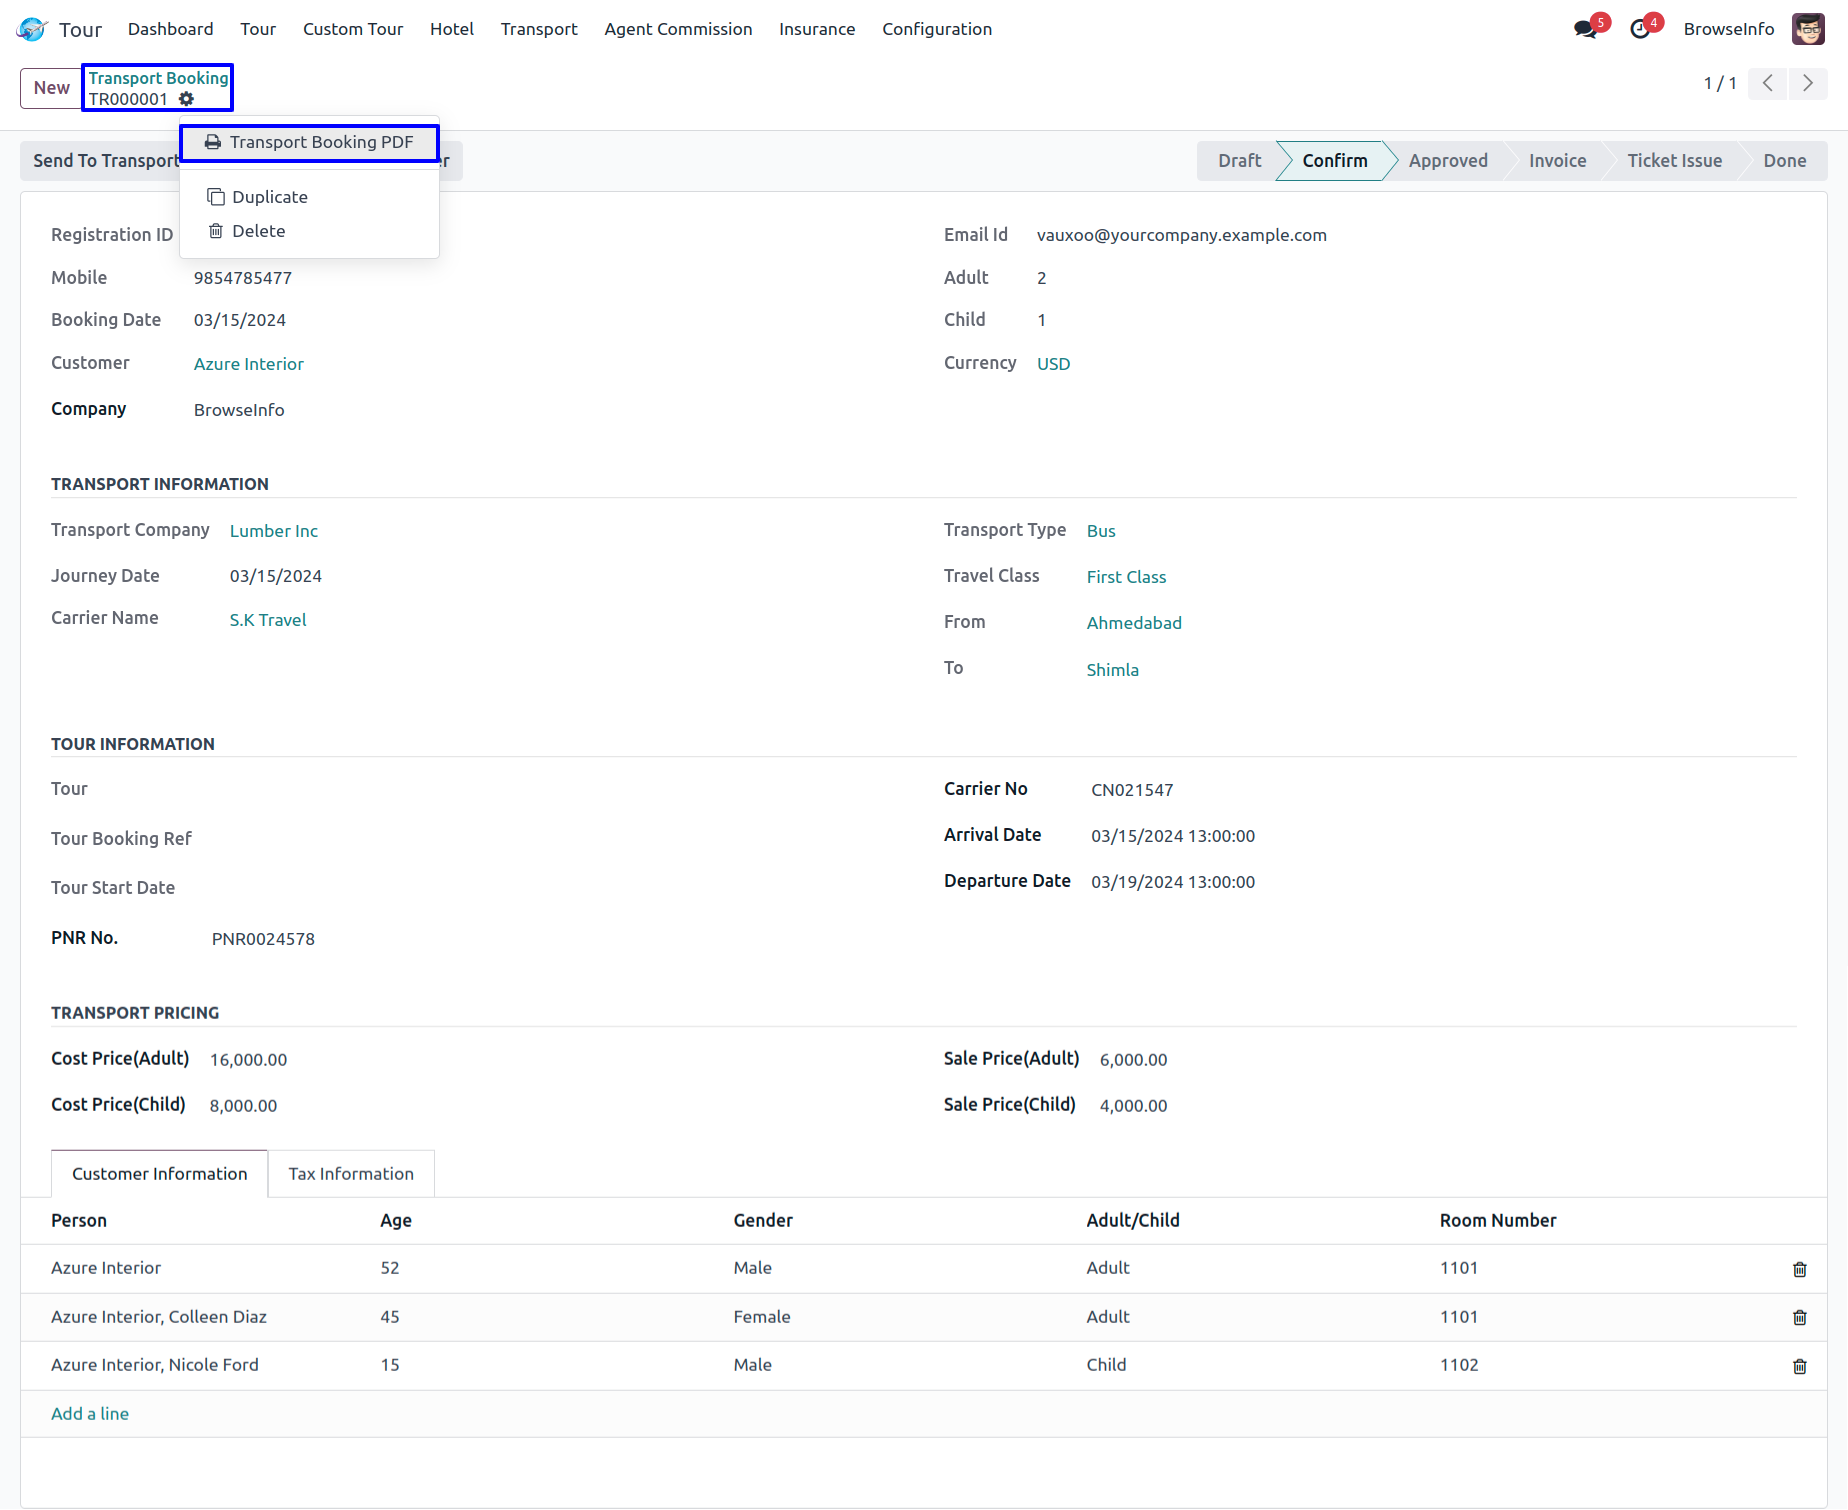 Tour Dashboard Tour Custom Tour Hotel Transport Agent Commission Insurance Configuration 5 4 BrowseInfo
New Transport Booking 1 / 1
TR000001
Transport Booking PDF
Send To Transport Draft Confirm Approved Invoice Ticket Issue Done
Duplicate
Delete
Registration ID Email Id vauxoo@yourcompany.example.com
Mobile 9854785477 Adult 2
Booking Date 03/15/2024 Child 1
Customer Azure Interior Currency USD
Company BrowseInfo
TRANSPORT INFORMATION
Transport Company Lumber Inc Transport Type Bus
Journey Date 03/15/2024 Travel Class First Class
Carrier Name S.K Travel From Ahmedabad
To Shimla
TOUR INFORMATION
Tour Carrier No CN021547
Tour Booking Ref Arrival Date 03/15/2024 13:00:00
Tour Start Date Departure Date 03/19/2024 13:00:00
PNR No. PNR0024578
TRANSPORT PRICING
Cost Price(Adult) 16,000.00 Sale Price(Adult) 6,000.00
Cost Price(Child) 8,000.00 Sale Price(Child) 4,000.00
Customer Information Tax Information
Person Age Gender Adult/Child Room Number
Azure Interior 52 Male Adult 1101
Azure Interior, Colleen Diaz 45 Female Adult 1101
Azure Interior, Nicole Ford 15 Male Child 1102
Add a line